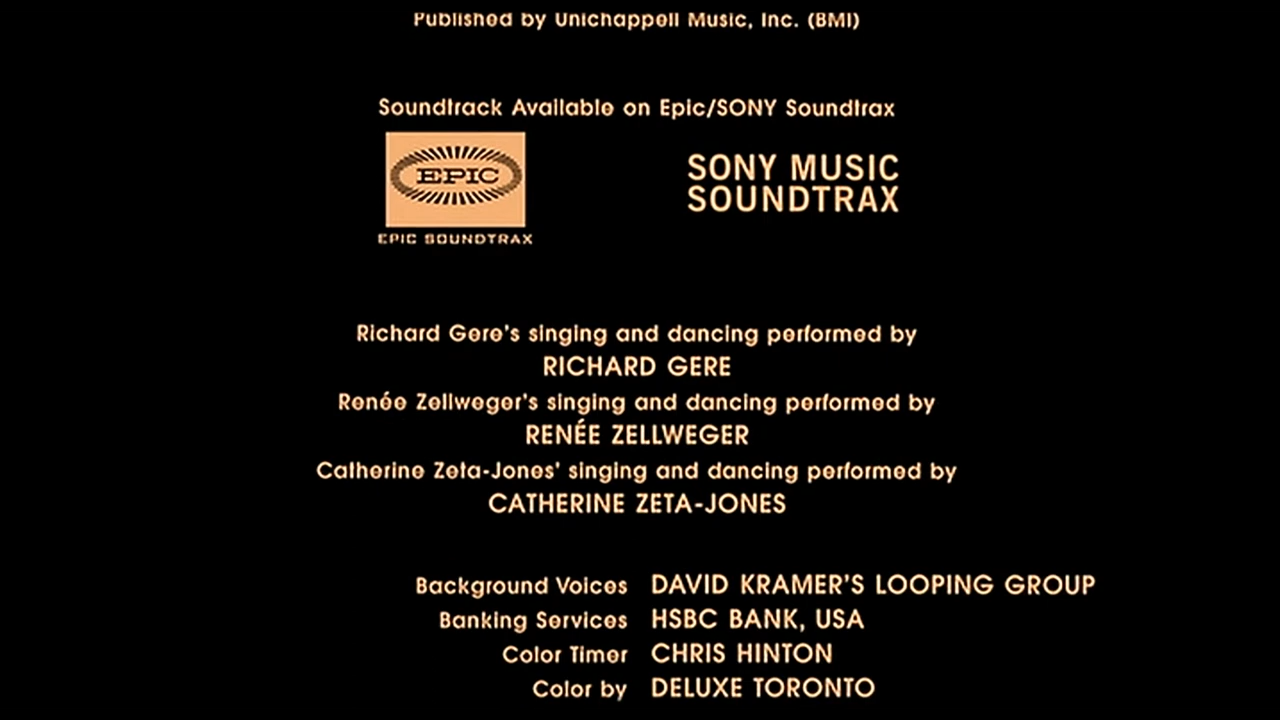 Published by Unichappell Music, Inc. (BMI)
Soundtrack Available on Epic/SONY Soundtrax
EPIC
EPIC SOUNDTRAX
SONY MUSIC
SOUNDTRAX
Richard Gere's singing and dancing performed by
RICHARD GERE
Renée Zellweger's singing and dancing performed by
RENÉE ZELLWEGER
Catherine Zeta-Jones' singing and dancing performed by
CATHERINE ZETA-JONES
Background Voices DAVID KRAMER'S LOOPING GROUP
Banking Services HSBC BANK, USA
Color Timer CHRIS HINTON
Color by DELUXE TORONTO